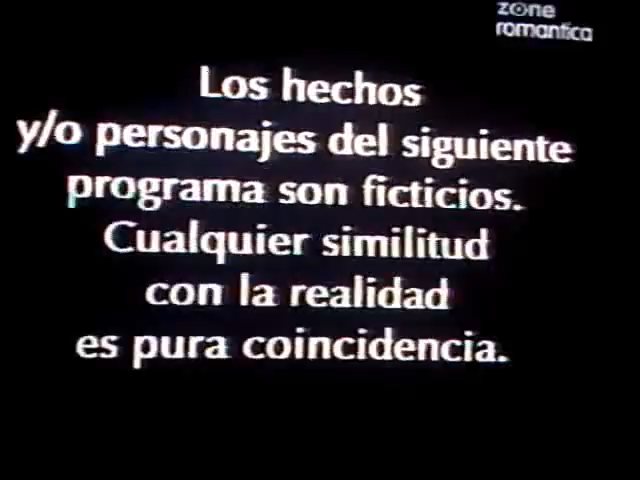 zone
romantica
Los hechos
y/o personajes del siguiente
programa son ficticios.
Cualquier similitud
con la realidad
es pura coincidencia.